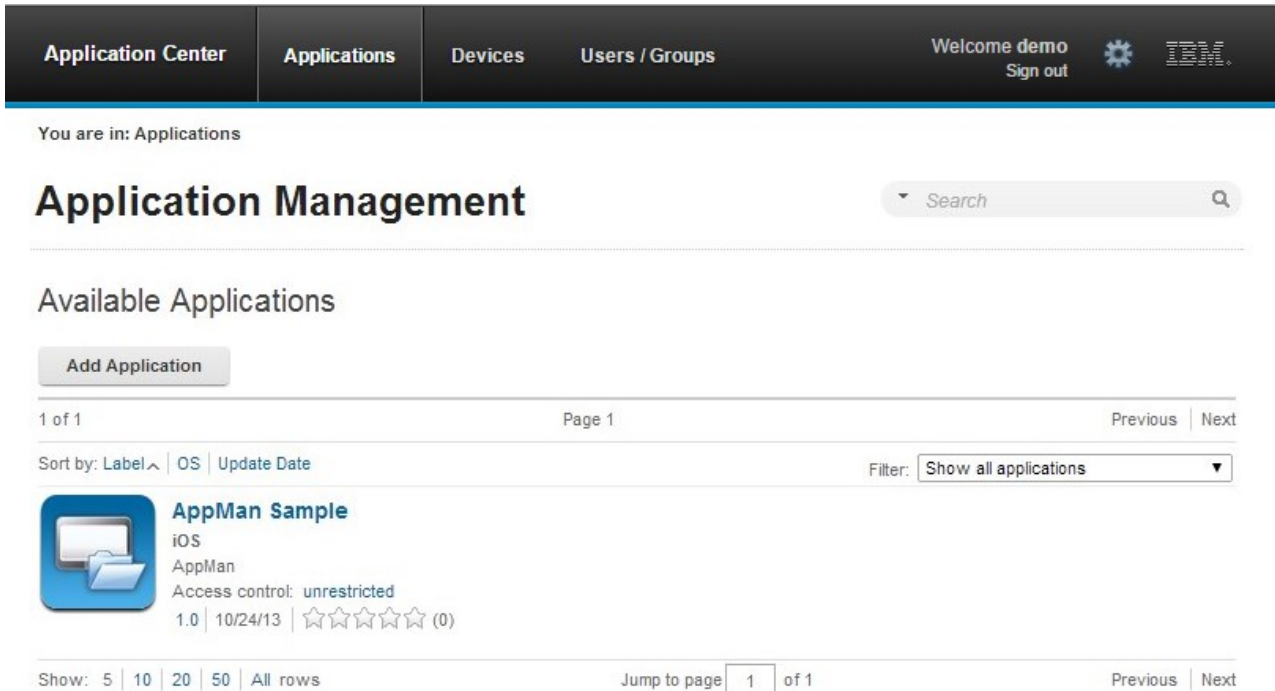 Application Center Applications Devices Users / Groups Welcome demo IBM.
Sign out
You are in: Applications
Application Management
Search
Available Applications
Add Application
1 of 1 Page 1 Previous | Next
Sort by: Label | OS | Update Date Filter: Show all applications
AppMan Sample
iOS
AppMan
Access control: unrestricted
1.0 | 10/24/13 | (0)
Show: 5 | 10 | 20 | 50 | All rows Jump to page 1 of 1 Previous | Next